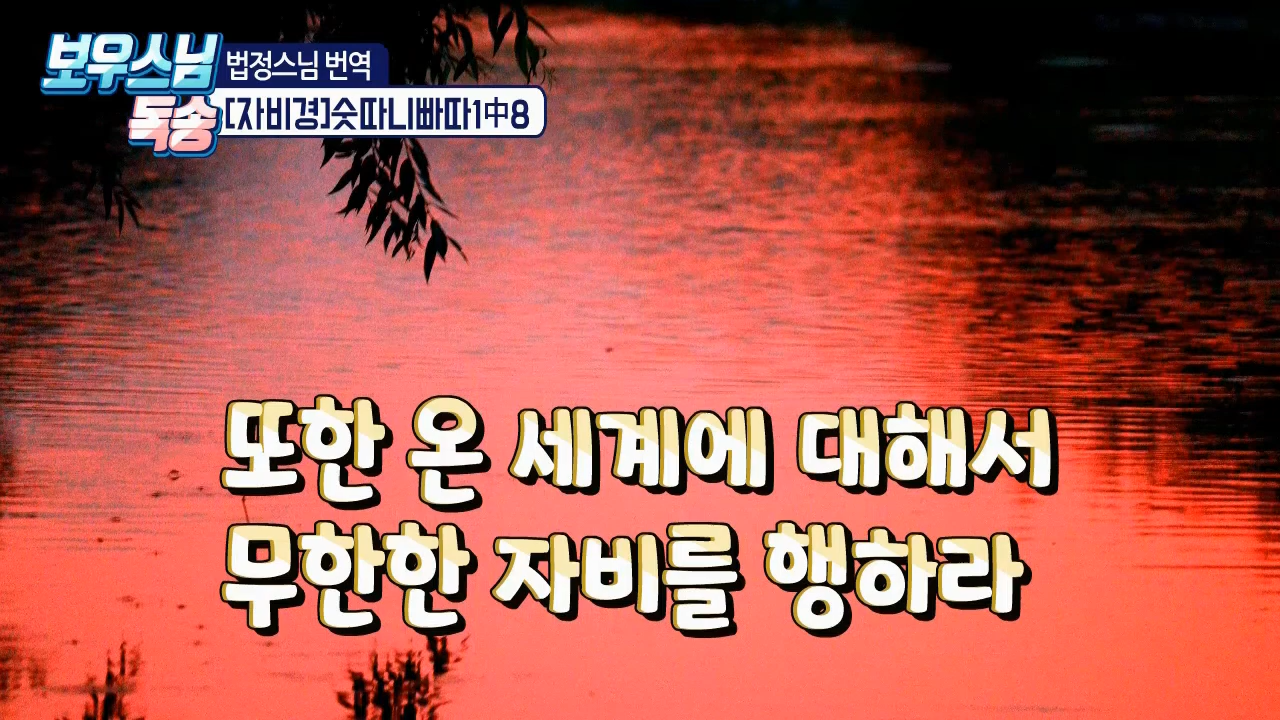 보우스님
독송
법정스님 번역
[자비경]숫따니빠따1中8
또한 온 세계에 대해서
무한한 자비를 행하라